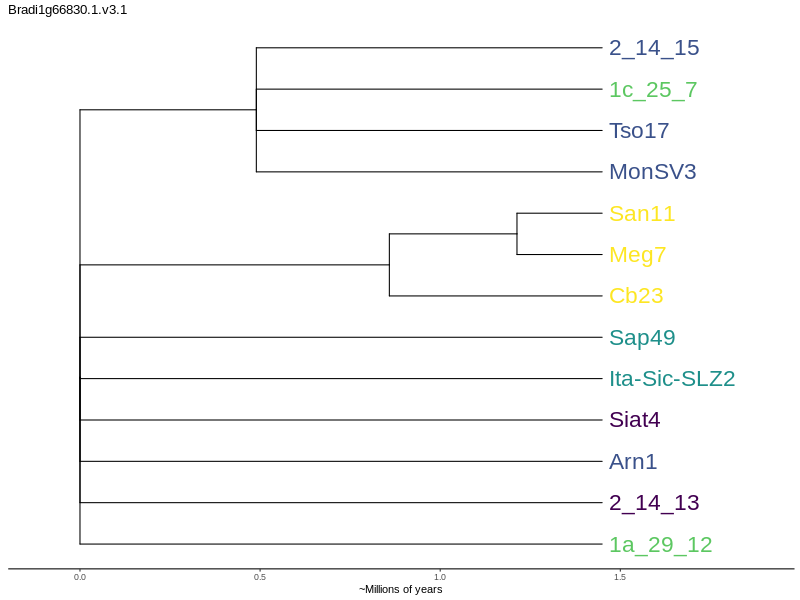 Bradi1g66830.1.v3.1
2_14_15
1c_25_7
Tso17
MonSV3
San11
Meg7
Cb23
Sap49
Ita-Sic-SLZ2
Siat4
Arn1
2_14_13
1a_29_12
0.0 0.5 1.0 1.5
~Millions of years